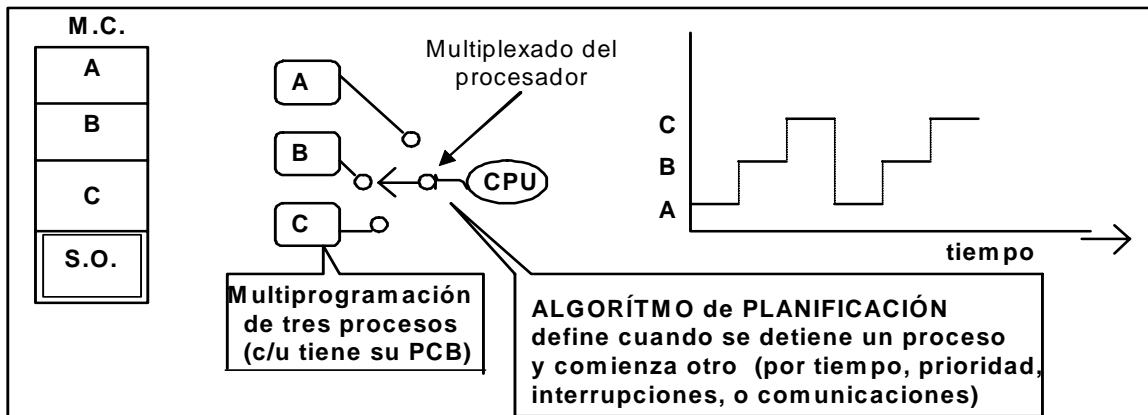 M.C.
A
B
C
S.O.
A
B
C
Multiplexado del
procesador
CPU
C
B
A
tiempo
Multiprogramación
de tres procesos
(c/u tiene su PCB)
ALGORÍTMO de PLANIFICACIÓN
define cuando se detiene un proceso
y comienza otro (por tiempo, prioridad,
interrupciones, o comunicaciones)